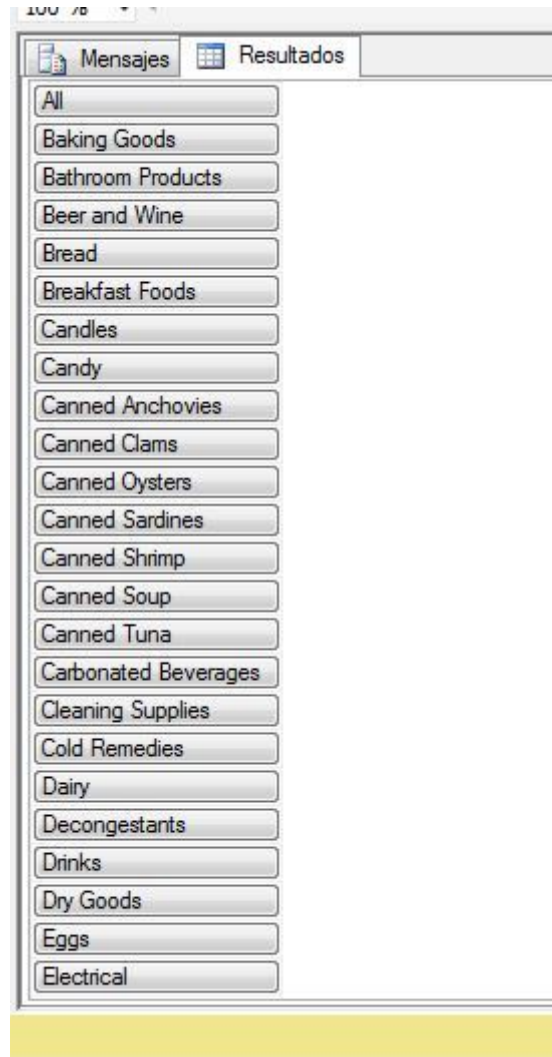 100 %
Mensajes Resultados
All
Baking Goods
Bathroom Products
Beer and Wine
Bread
Breakfast Foods
Candles
Candy
Canned Anchovies
Canned Clams
Canned Oysters
Canned Sardines
Canned Shrimp
Canned Soup
Canned Tuna
Carbonated Beverages
Cleaning Supplies
Cold Remedies
Dairy
Decongestants
Drinks
Dry Goods
Eggs
Electrical